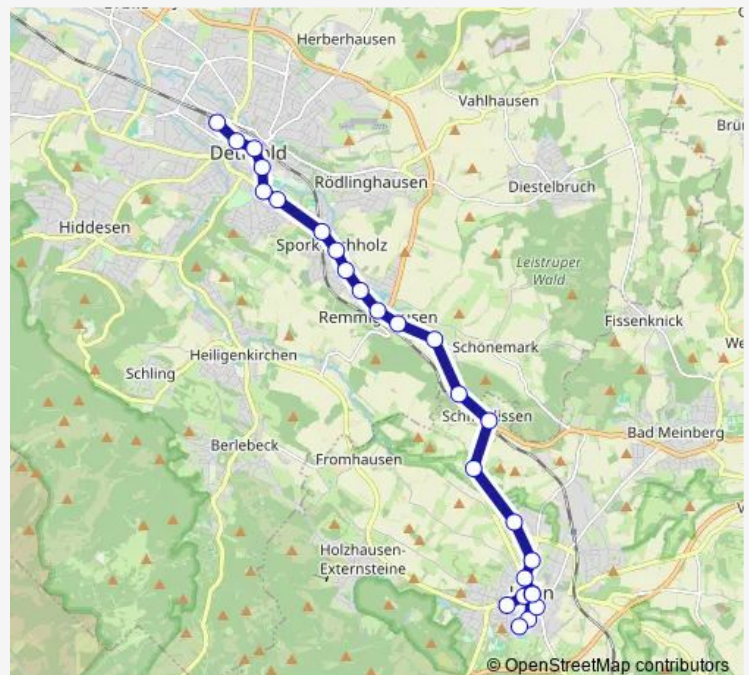 Herberhausen
Vahlhausen
Rödlinghausen
Diestelbruch
Hiddesen
Leistruper
Wald
Fissenknick
Schönemark
Heiligenkirchen
Schling
Bad Meinberg
Berlebeck
Fromhausen
Holzhausen-
Externsteine
© OpenStreetMap contributors